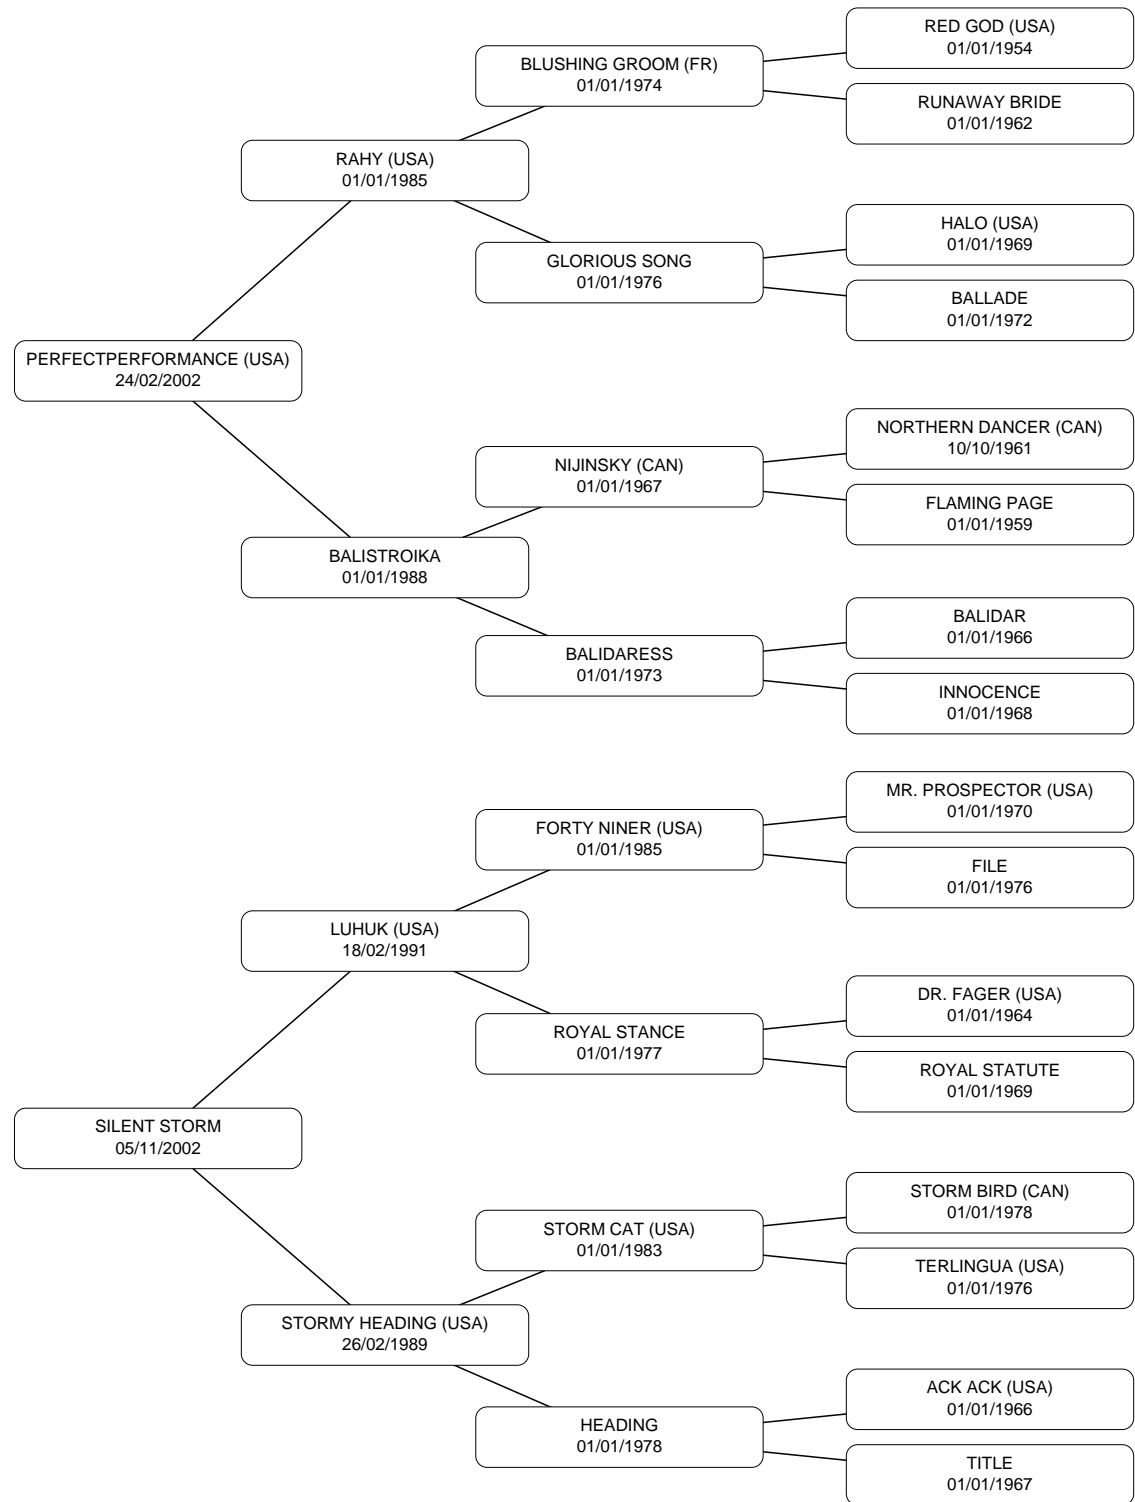 RED GOD (USA)
01/01/1954
BLUSHING GROOM (FR)
01/01/1974
RUNAWAY BRIDE
01/01/1962
RAHY (USA)
01/01/1985
HALO (USA)
01/01/1969
GLORIOUS SONG
01/01/1976
BALLADE
01/01/1972
PERFECTPERFORMANCE (USA)
24/02/2002
NORTHERN DANCER (CAN)
10/10/1961
NIJINSKY (CAN)
01/01/1967
FLAMING PAGE
01/01/1959
BALISTROIKA
01/01/1988
BALIDAR
01/01/1966
BALIDARESS
01/01/1973
INNOCENCE
01/01/1968
MR. PROSPECTOR (USA)
01/01/1970
FORTY NINER (USA)
01/01/1985
FILE
01/01/1976
LUHUK (USA)
18/02/1991
DR. FAGER (USA)
01/01/1964
ROYAL STANCE
01/01/1977
ROYAL STATUTE
01/01/1969
SILENT STORM
05/11/2002
STORM BIRD (CAN)
01/01/1978
STORM CAT (USA)
01/01/1983
TERLINGUA (USA)
01/01/1976
STORMY HEADING (USA)
26/02/1989
ACK ACK (USA)
01/01/1966
HEADING
01/01/1978
TITLE
01/01/1967